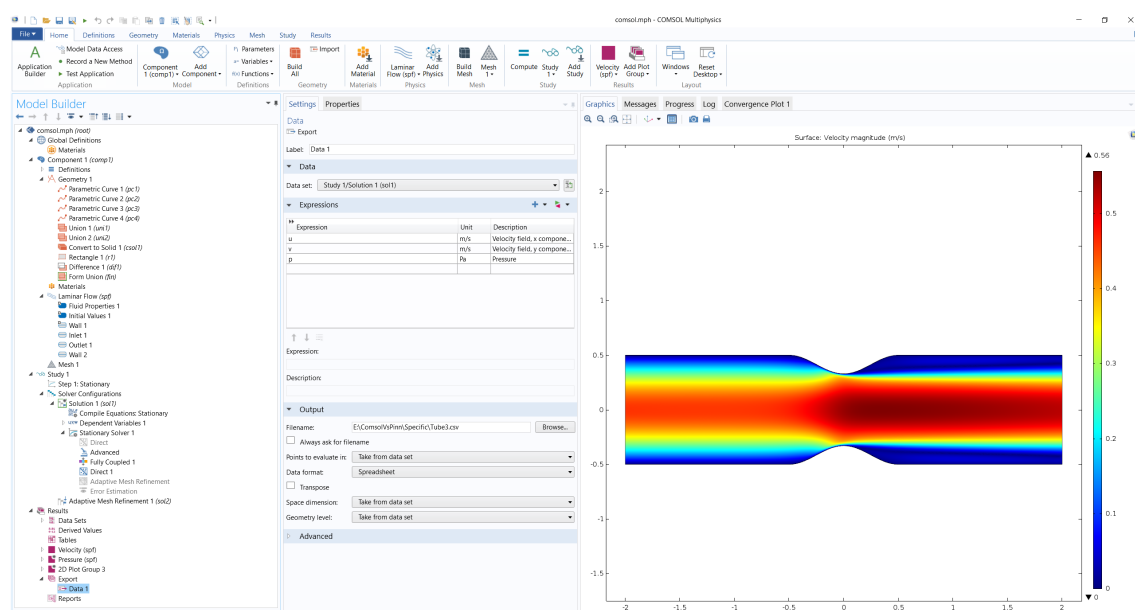 comsol.mph - COMSOL Multiphysics
File Home Definitions Geometry Materials Physics Mesh Study Results
Application Builder
Model Data Access
Record a New Method
Test Application
Application
Component 1 (comp1)
Add Component
Model
Pi Parameters
a= Variables
f(x) Functions
Definitions
Build All
Import
Geometry
Add Material
Materials
Laminar Flow (spf)
Add Physics
Physics
Build Mesh
Mesh 1
Mesh
Compute
Study 1
Add Study
Study
Velocity (spf)
Add Plot Group
Results
Windows
Reset Desktop
Layout
Model Builder
comsol.mph (root)
Global Definitions
Materials
Component 1 (comp1)
Definitions
Geometry 1
Parametric Curve 1 (pc1)
Parametric Curve 2 (pc2)
Parametric Curve 3 (pc3)
Parametric Curve 4 (pc4)
Union 1 (uni1)
Union 2 (uni2)
Convert to Solid 1 (csol1)
Rectangle 1 (r1)
Difference 1 (dif1)
Form Union (fin)
Materials
Laminar Flow (spf)
Fluid Properties 1
Initial Values 1
Wall 1
Inlet 1
Outlet 1
Wall 2
Mesh 1
Study 1
Step 1: Stationary
Solver Configurations
Solution 1 (sol1)
Compile Equations: Stationary
Dependent Variables 1
Stationary Solver 1
Direct
Advanced
Fully Coupled 1
Direct 1
Adaptive Mesh Refinement
Error Estimation
Adaptive Mesh Refinement 1 (sol2)
Results
Data Sets
Derived Values
Tables
Velocity (spf)
Pressure (spf)
2D Plot Group 3
Export
Data 1
Reports
Settings Properties
Data
Export
Label: Data 1
Data
Data set: Study 1/Solution 1 (sol1)
Expressions
Expression Unit Description
u m/s Velocity field, x compone...
v m/s Velocity field, y compone...
p Pa Pressure
Expression:
Description:
Output
Filename: E:\ComsolVsPinn\Specific\Tube3.csv Browse...
Always ask for filename
Points to evaluate in: Take from data set
Data format: Spreadsheet
Transpose
Space dimension: Take from data set
Geometry level: Take from data set
Advanced
Graphics Messages Progress Log Convergence Plot 1
Surface: Velocity magnitude (m/s)
2
1.5
1
0.5
0
-0.5
-1
-1.5
-2 -1.5 -1 -0.5 0 0.5 1 1.5 2
▲ 0.56
0.5
0.4
0.3
0.2
0.1
0
▼ 0